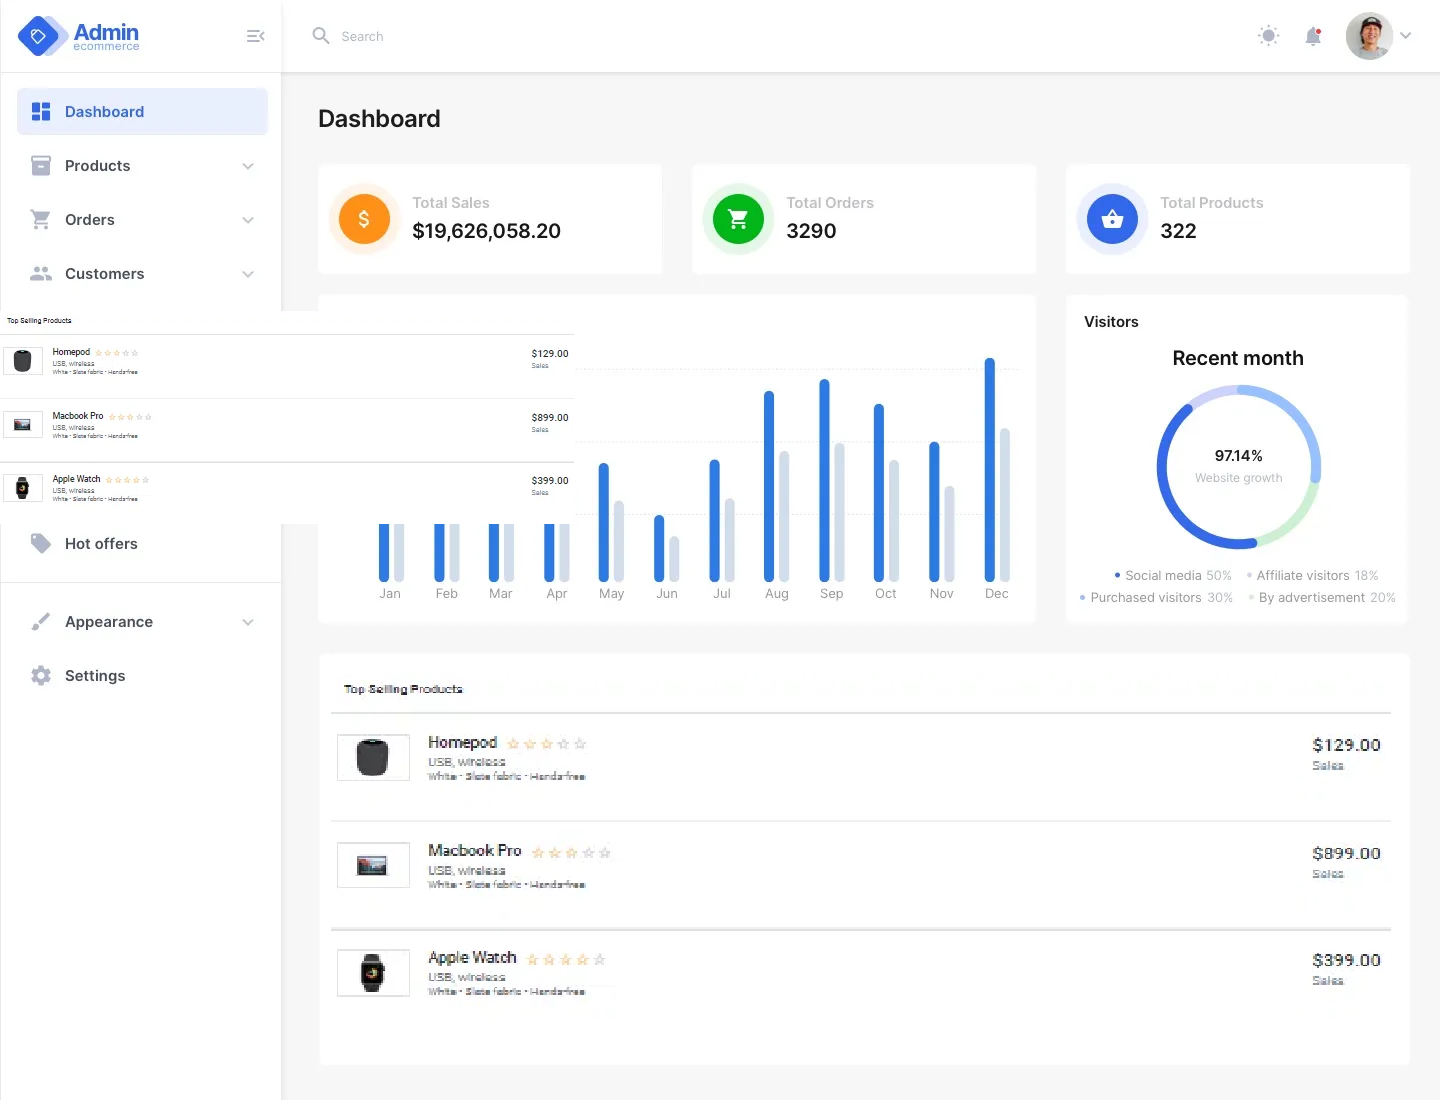 Admin
ecommerce
Search
Dashboard
Products
Orders
Customers
Hot offers
Appearance
Settings
Dashboard
Total Sales
$19,626,058.20
Total Orders
3290
Total Products
322
Top Selling Products
Homepod
$129.00
USB, wireless
Sales
White • Slate fabric • Handsfree
Macbook Pro
$899.00
USB, wireless
Sales
White • Slate fabric • Handsfree
Apple Watch
$399.00
USB, wireless
Sales
White • Slate fabric • Handsfree
Jan Feb Mar Apr May Jun Jul Aug Sep Oct Nov Dec
Visitors
Recent month
97.14%
Website growth
Social media 50% Affiliate visitors 18%
Purchased visitors 30% By advertisement 20%
Top Selling Products
Homepod
$129.00
USB, wireless
Sales
White • Slate fabric • Handsfree
Macbook Pro
$899.00
USB, wireless
Sales
White • Slate fabric • Handsfree
Apple Watch
$399.00
USB, wireless
Sales
White • Slate fabric • Handsfree